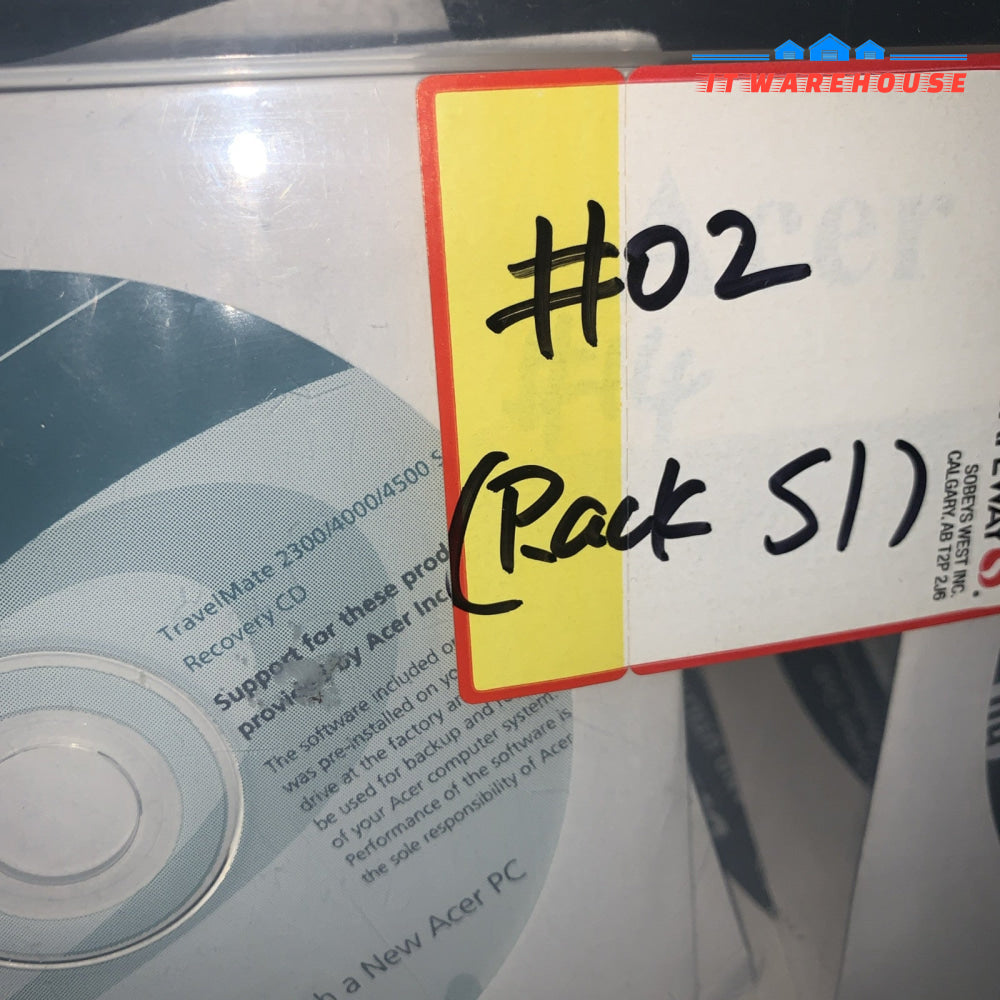 IT WAREHOUSE
#02
(Rack S1)
SOBEYS WEST INC.
CALGARY, AB T2P 2J6
TravelMate 2300/4000/4500 S
Recovery CD
Support for these prod
provided by Acer Inc
The software included o
was pre-installed on yo
drive at the factory an
be used for backup and
of your Acer computer system.
Performance of the software is
the sole responsibility of Acer
h a New Acer PC